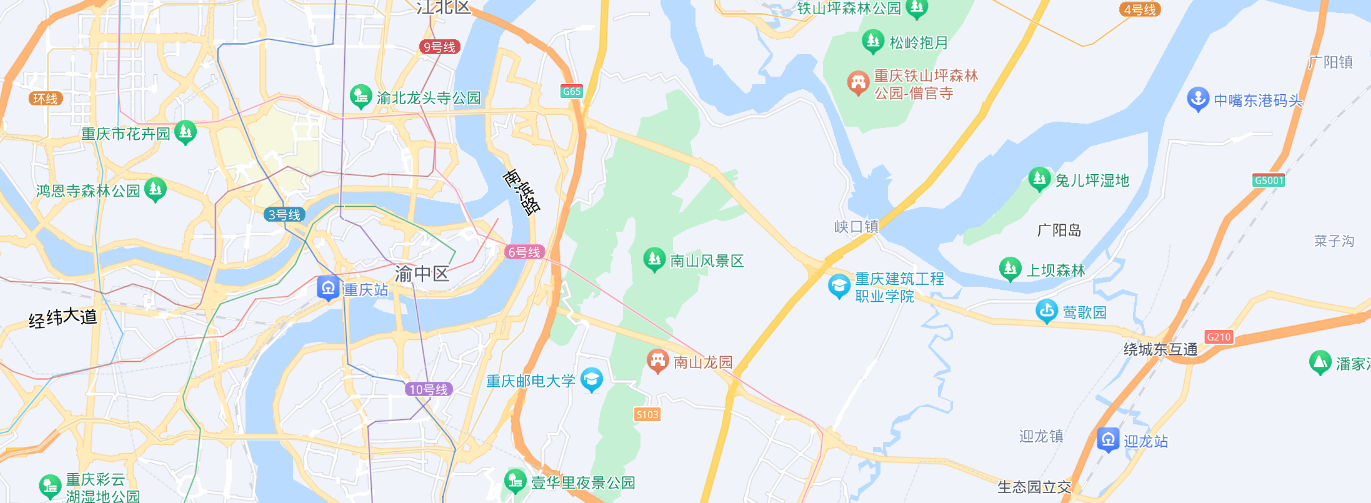 江北区
铁山坪森林公园
4号线
9号线
松岭抱月
广阳镇
重庆铁山坪森林
公园-僧官寺
环线
G65
渝北龙头寺公园
中嘴东港码头
重庆市花卉园
南滨路
鸿恩寺森林公园
兔儿坪湿地
G5001
3号线
峡口镇
广阳岛
菜子沟
6号线
南山风景区
渝中区
上坝森林
重庆站
重庆建筑工程
职业学院
经纬大道
莺歌园
G210
绕城东互通
南山龙园
潘家
重庆邮电大学
10号线
S103
迎龙镇
迎龙站
重庆彩云
湖湿地公园
壹华里夜景公园
生态园立交